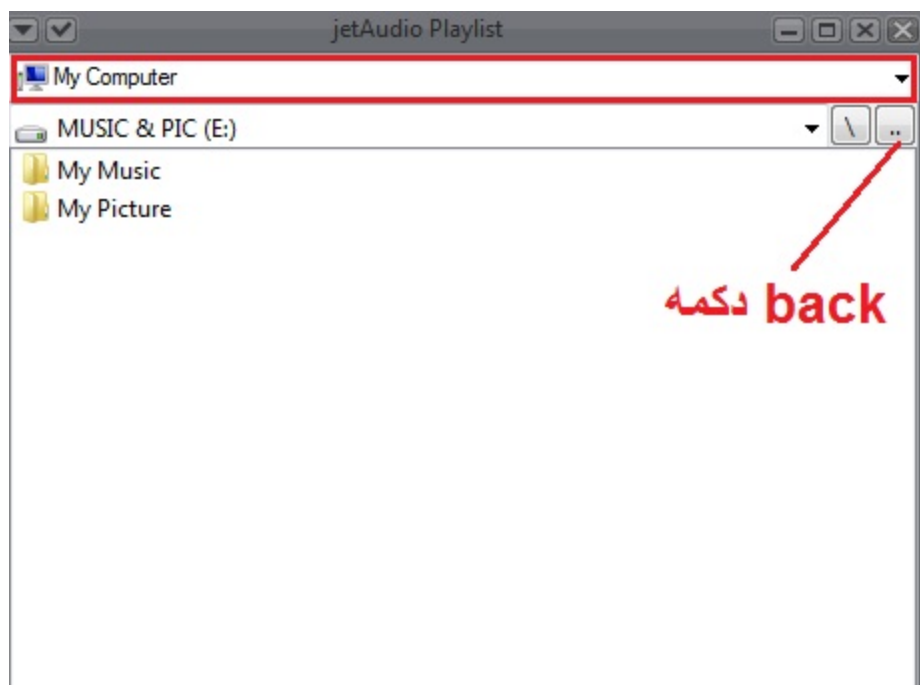 jetAudio Playlist
My Computer
MUSIC & PIC (E:)
\ ..
My Music
My Picture
دکمه back